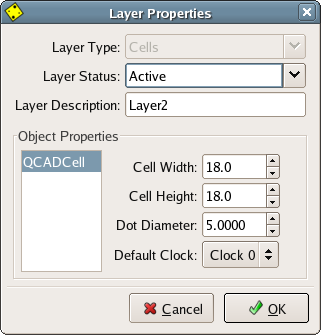 Layer Properties
Layer Type: Cells
Layer Status: Active
Layer Description: Layer2
Object Properties
QCADCell
Cell Width: 18.0
Cell Height: 18.0
Dot Diameter: 5.0000
Default Clock: Clock 0
Cancel OK